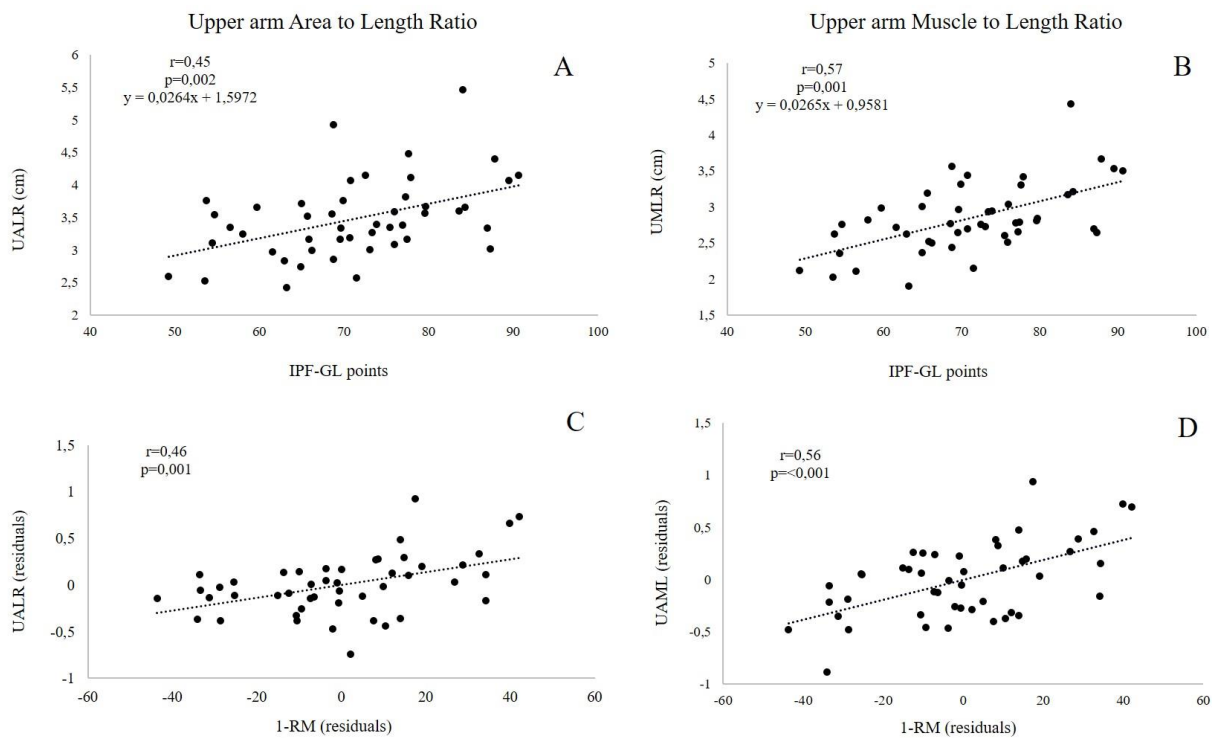 Upper arm Area to Length Ratio
A
r=0,45
p=0,002
y = 0,0264x + 1,5972
UALR (cm)
6
5,5
5
4,5
4
3,5
3
2,5
2
40 50 60 70 80 90 100
IPF-GL points
Upper arm Muscle to Length Ratio
B
r=0,57
p=0,001
y = 0,0265x + 0,9581
UMLR (cm)
5
4,5
4
3,5
3
2,5
2
1,5
40 50 60 70 80 90 100
IPF-GL points
C
r=0,46
p=0,001
UALR (residuals)
1,5
1
0,5
0
-0,5
-1
-60 -40 -20 0 20 40 60
1-RM (residuals)
D
r=0,56
p=<0,001
UAML (residuals)
1,5
1
0,5
0
-0,5
-1
-60 -40 -20 0 20 40 60
1-RM (residuals)